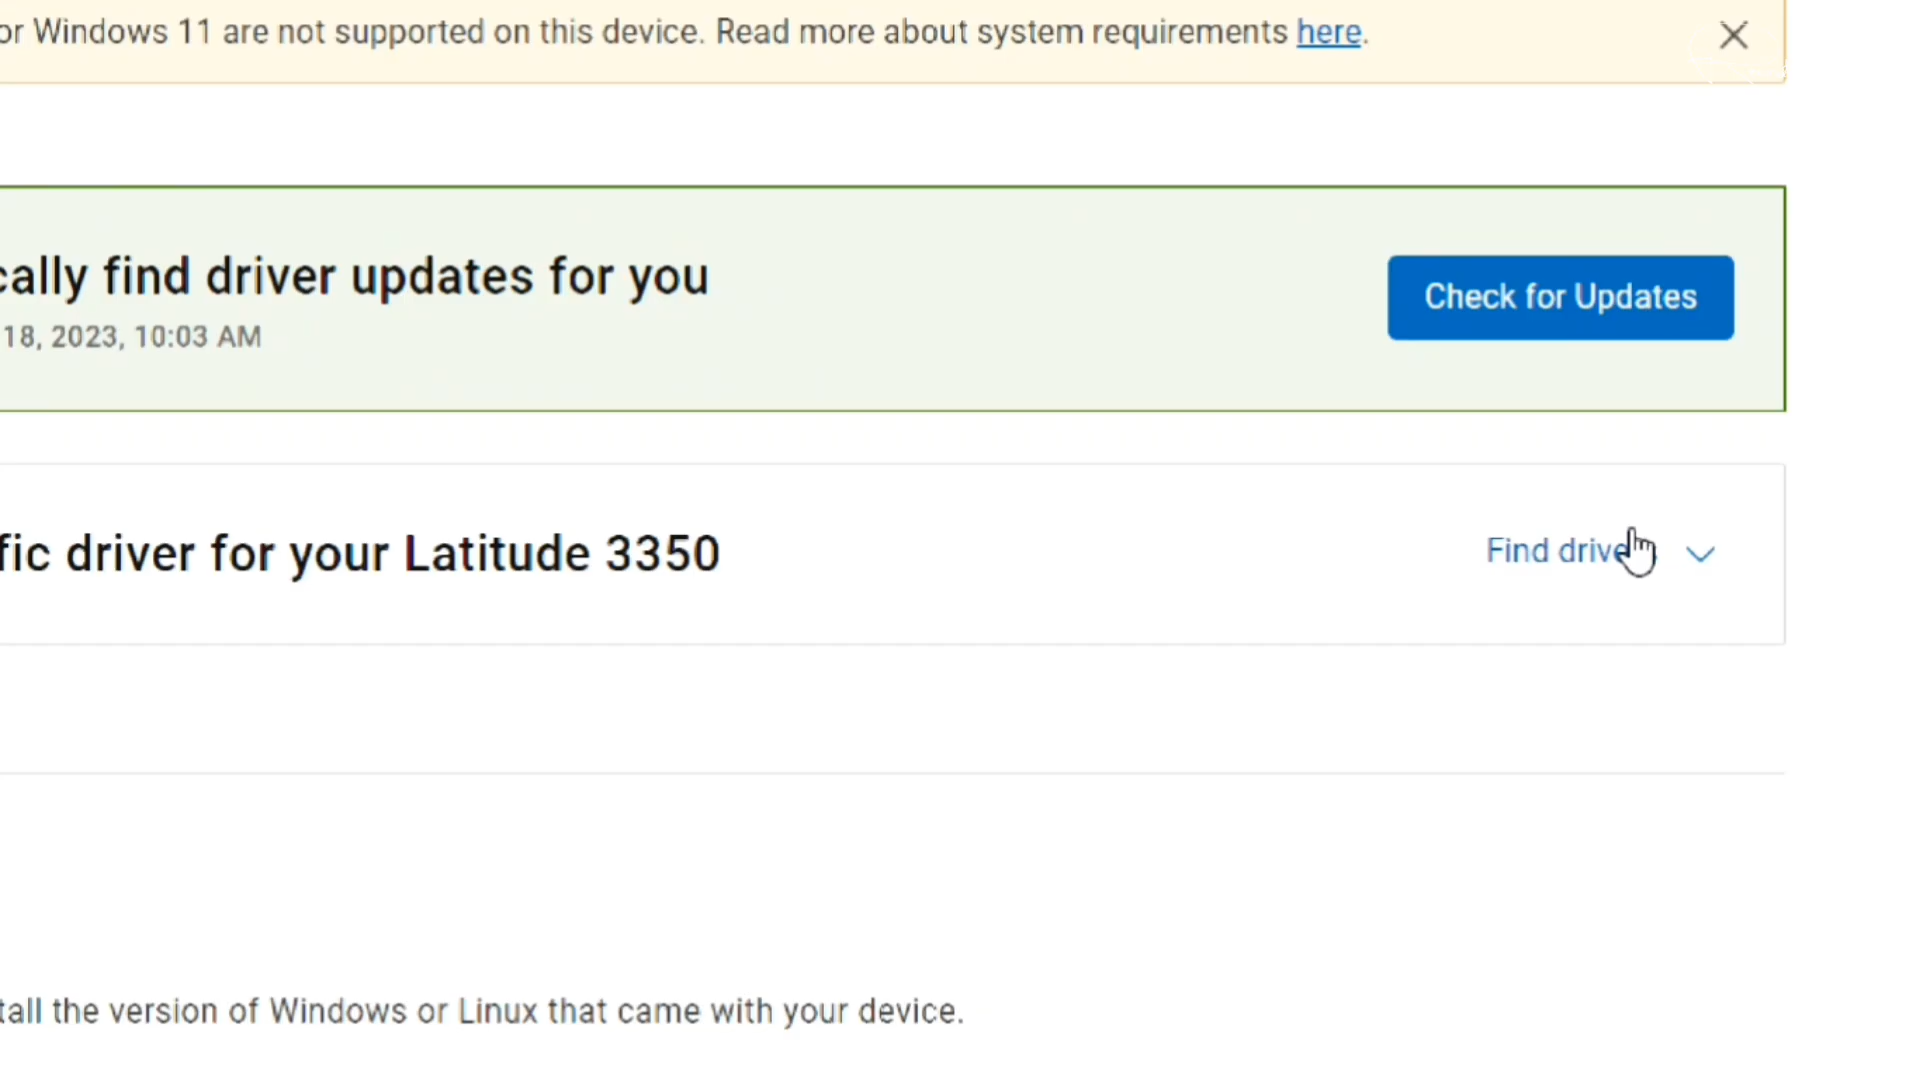 or Windows 11 are not supported on this device. Read more about system requirements here.
cally find driver updates for you
Check for Updates
18, 2023, 10:03 AM
fic driver for your Latitude 3350
Find drive
tall the version of Windows or Linux that came with your device.